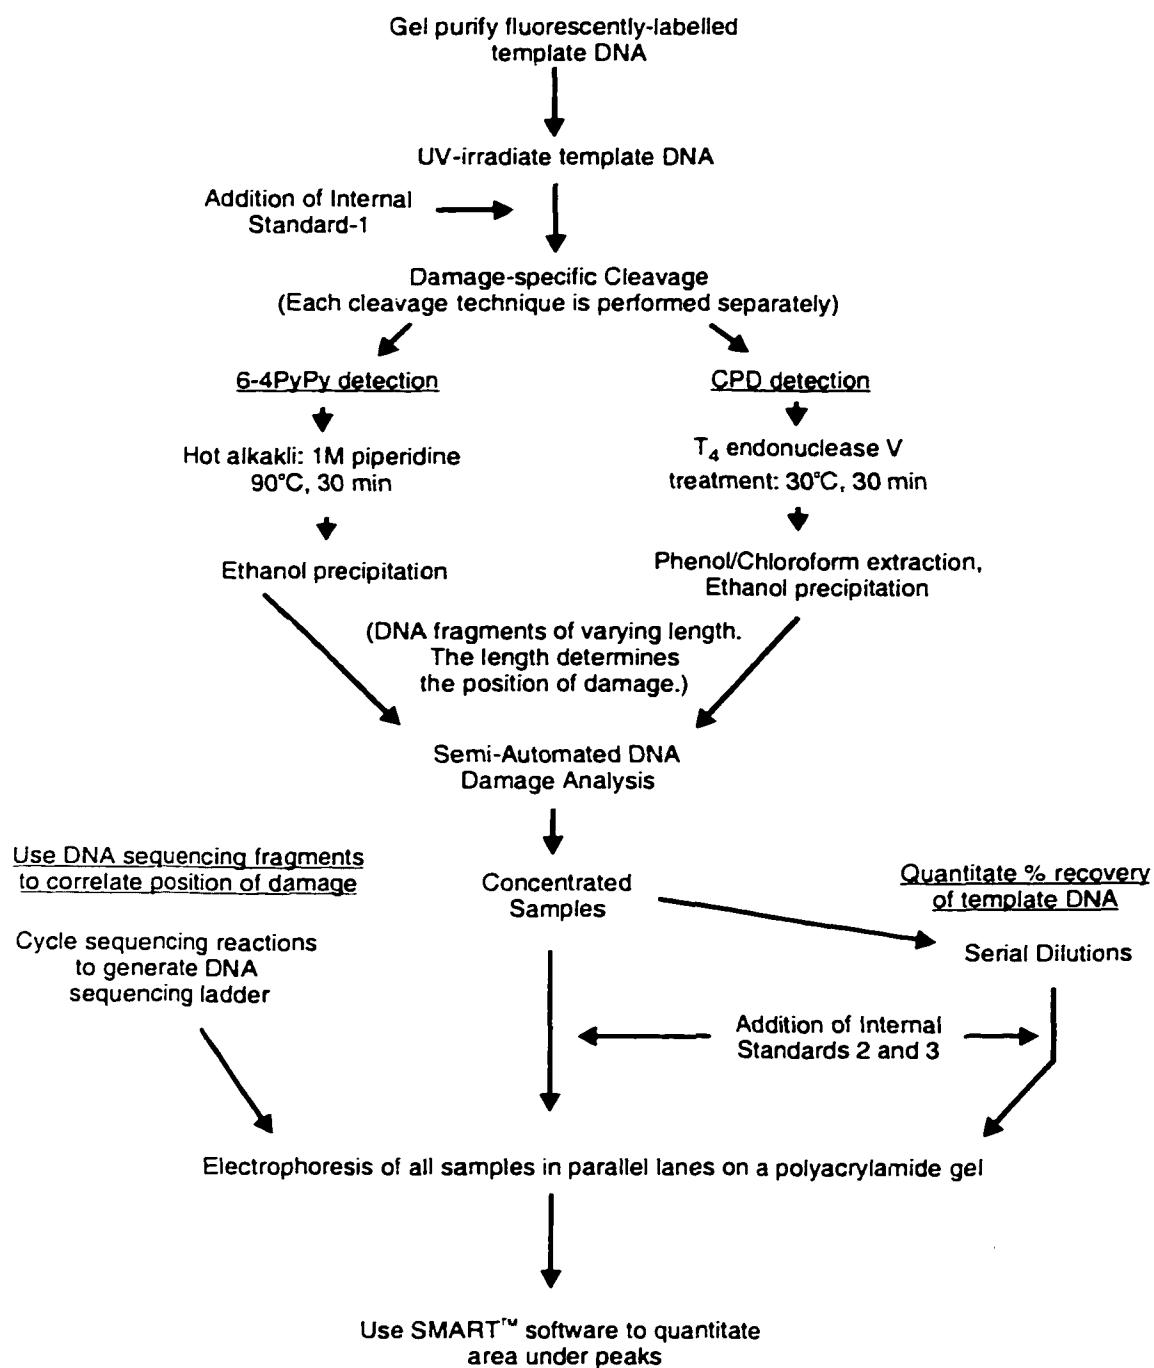 Gel purify fluorescently-labelled
template DNA
UV-irradiate template DNA
Addition of Internal
Standard-1
Damage-specific Cleavage
(Each cleavage technique is performed separately)
6-4PyPy detection
CPD detection
Hot alkakli: 1M piperidine
90°C, 30 min
T4 endonuclease V
treatment: 30°C, 30 min
Ethanol precipitation
Phenol/Chloroform extraction,
Ethanol precipitation
(DNA fragments of varying length.
The length determines
the position of damage.)
Semi-Automated DNA
Damage Analysis
Use DNA sequencing fragments
to correlate position of damage
Concentrated
Samples
Quantitate % recovery
of template DNA
Cycle sequencing reactions
to generate DNA
sequencing ladder
Serial Dilutions
Addition of Internal
Standards 2 and 3
Electrophoresis of all samples in parallel lanes on a polyacrylamide gel
Use SMART™ software to quantitate
area under peaks